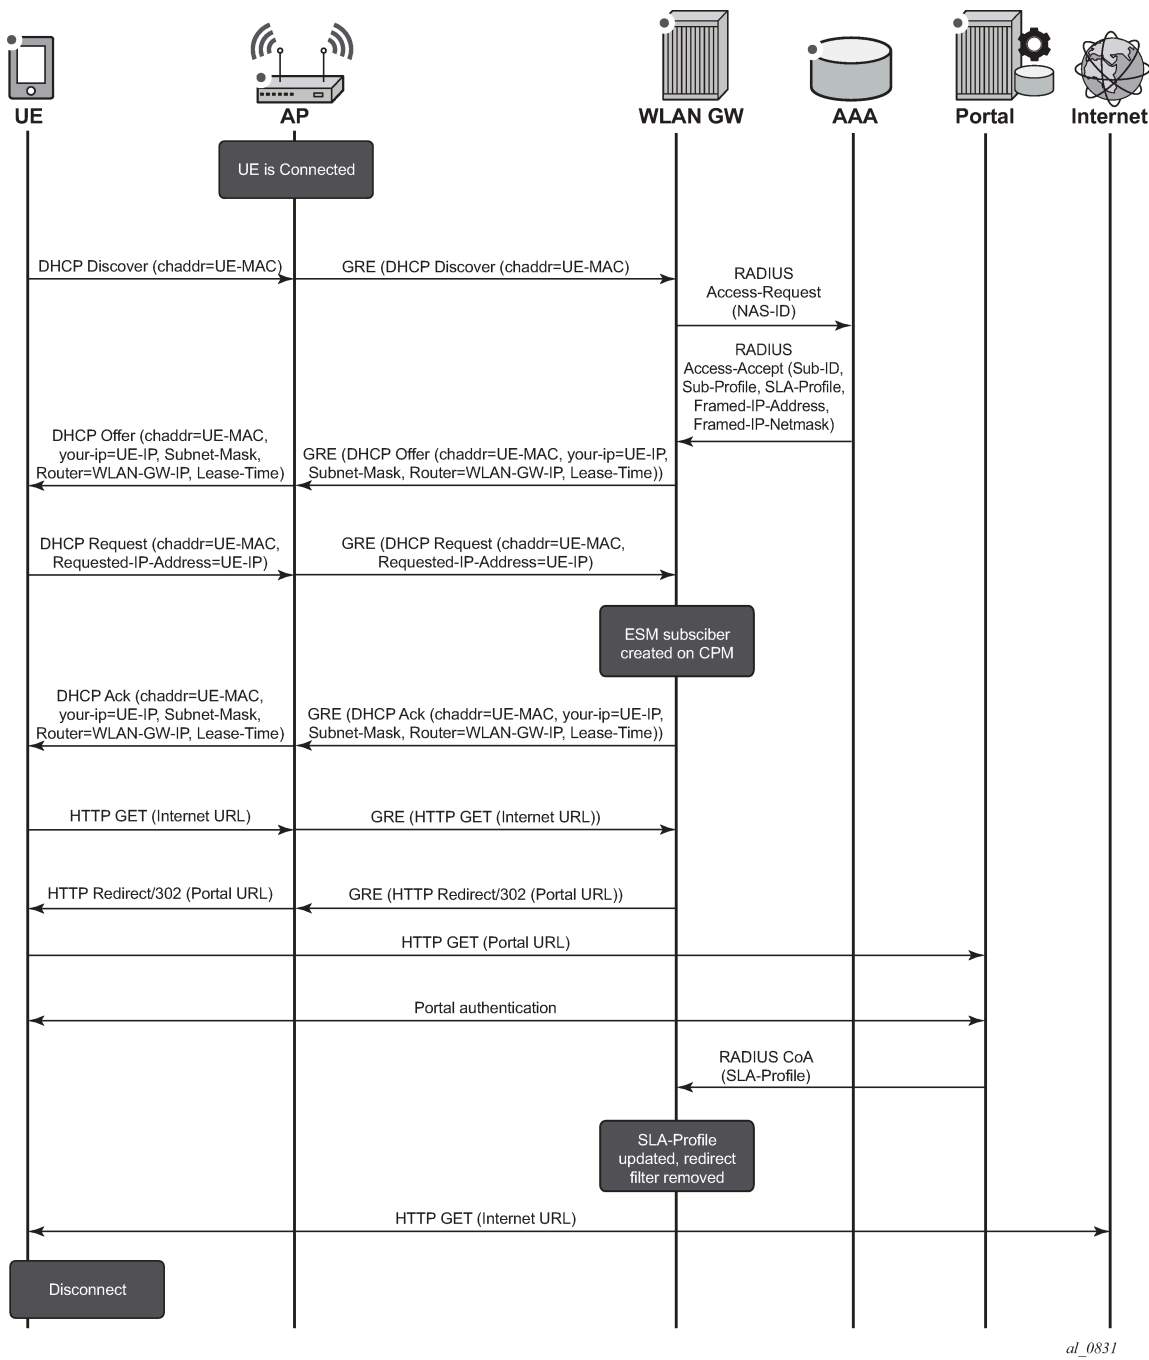 UE
AP
WLAN GW
AAA
Portal
Internet
UE is Connected
DHCP Discover (chaddr=UE-MAC)
GRE (DHCP Discover (chaddr=UE-MAC)
RADIUS
Access-Request
(NAS-ID)
RADIUS
Access-Accept (Sub-ID,
Sub-Profile, SLA-Profile,
Framed-IP-Address,
Framed-IP-Netmask)
DHCP Offer (chaddr=UE-MAC,
your-ip=UE-IP, Subnet-Mask,
Router=WLAN-GW-IP, Lease-Time)
GRE (DHCP Offer (chaddr=UE-MAC, your-ip=UE-IP,
Subnet-Mask, Router=WLAN-GW-IP, Lease-Time))
DHCP Request (chaddr=UE-MAC,
Requested-IP-Address=UE-IP)
GRE (DHCP Request (chaddr=UE-MAC,
Requested-IP-Address=UE-IP)
ESM subsciber
created on CPM
DHCP Ack (chaddr=UE-MAC,
your-ip=UE-IP, Subnet-Mask,
Router=WLAN-GW-IP, Lease-Time)
GRE (DHCP Ack (chaddr=UE-MAC, your-ip=UE-IP,
Subnet-Mask, Router=WLAN-GW-IP, Lease-Time))
HTTP GET (Internet URL)
GRE (HTTP GET (Internet URL))
HTTP Redirect/302 (Portal URL)
GRE (HTTP Redirect/302 (Portal URL))
HTTP GET (Portal URL)
Portal authentication
RADIUS CoA
(SLA-Profile)
SLA-Profile
updated, redirect
filter removed
HTTP GET (Internet URL)
Disconnect
al_0831